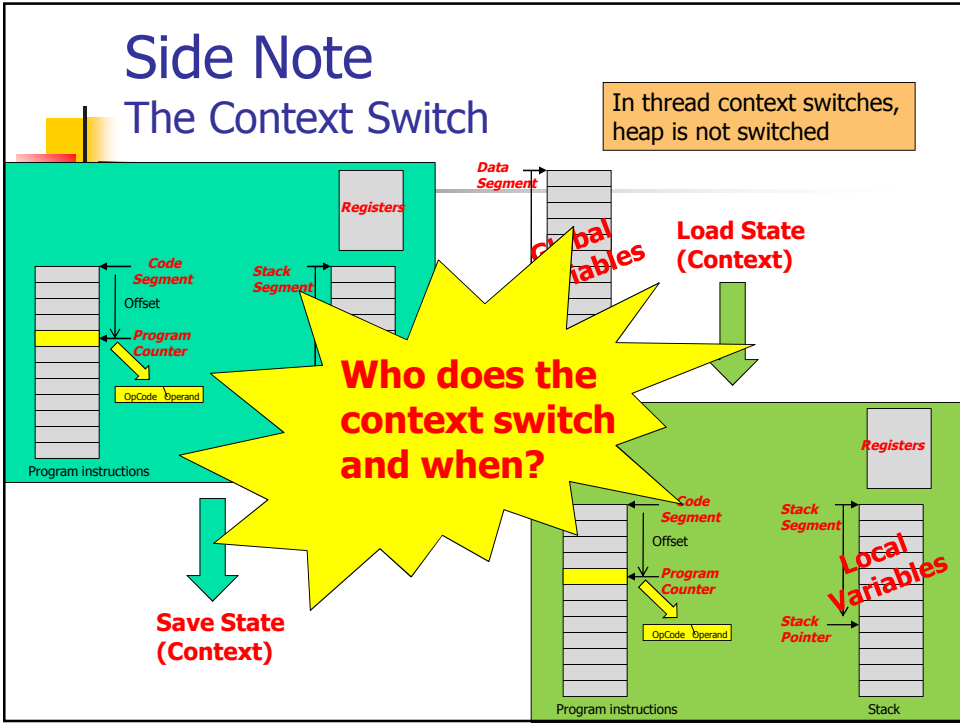 Side Note
The Context Switch
In thread context switches,
heap is not switched
Data
Segment
Registers
Load State
(Context)
Code
Segment
Stack
Segment
Offset
Program
Counter
OpCode Operand
Program instructions
Who does the
context switch
and when?
Save State
(Context)
Registers
Code
Segment
Stack
Segment
Offset
Local
Variables
Program
Counter
Stack
Pointer
OpCode Operand
Program instructions
Stack